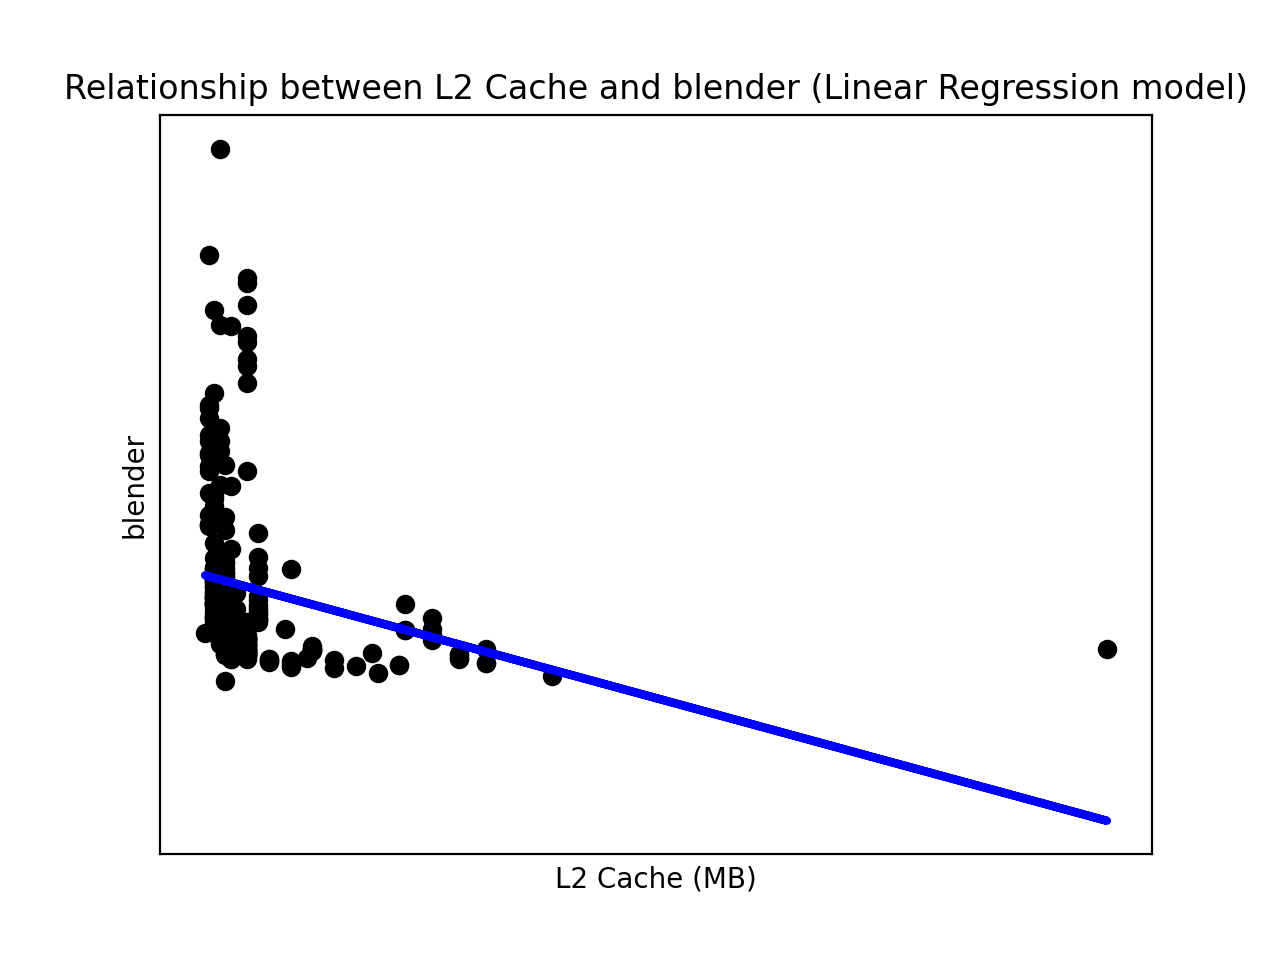 Relationship between L2 Cache and blender (Linear Regression model)
blender
L2 Cache (MB)